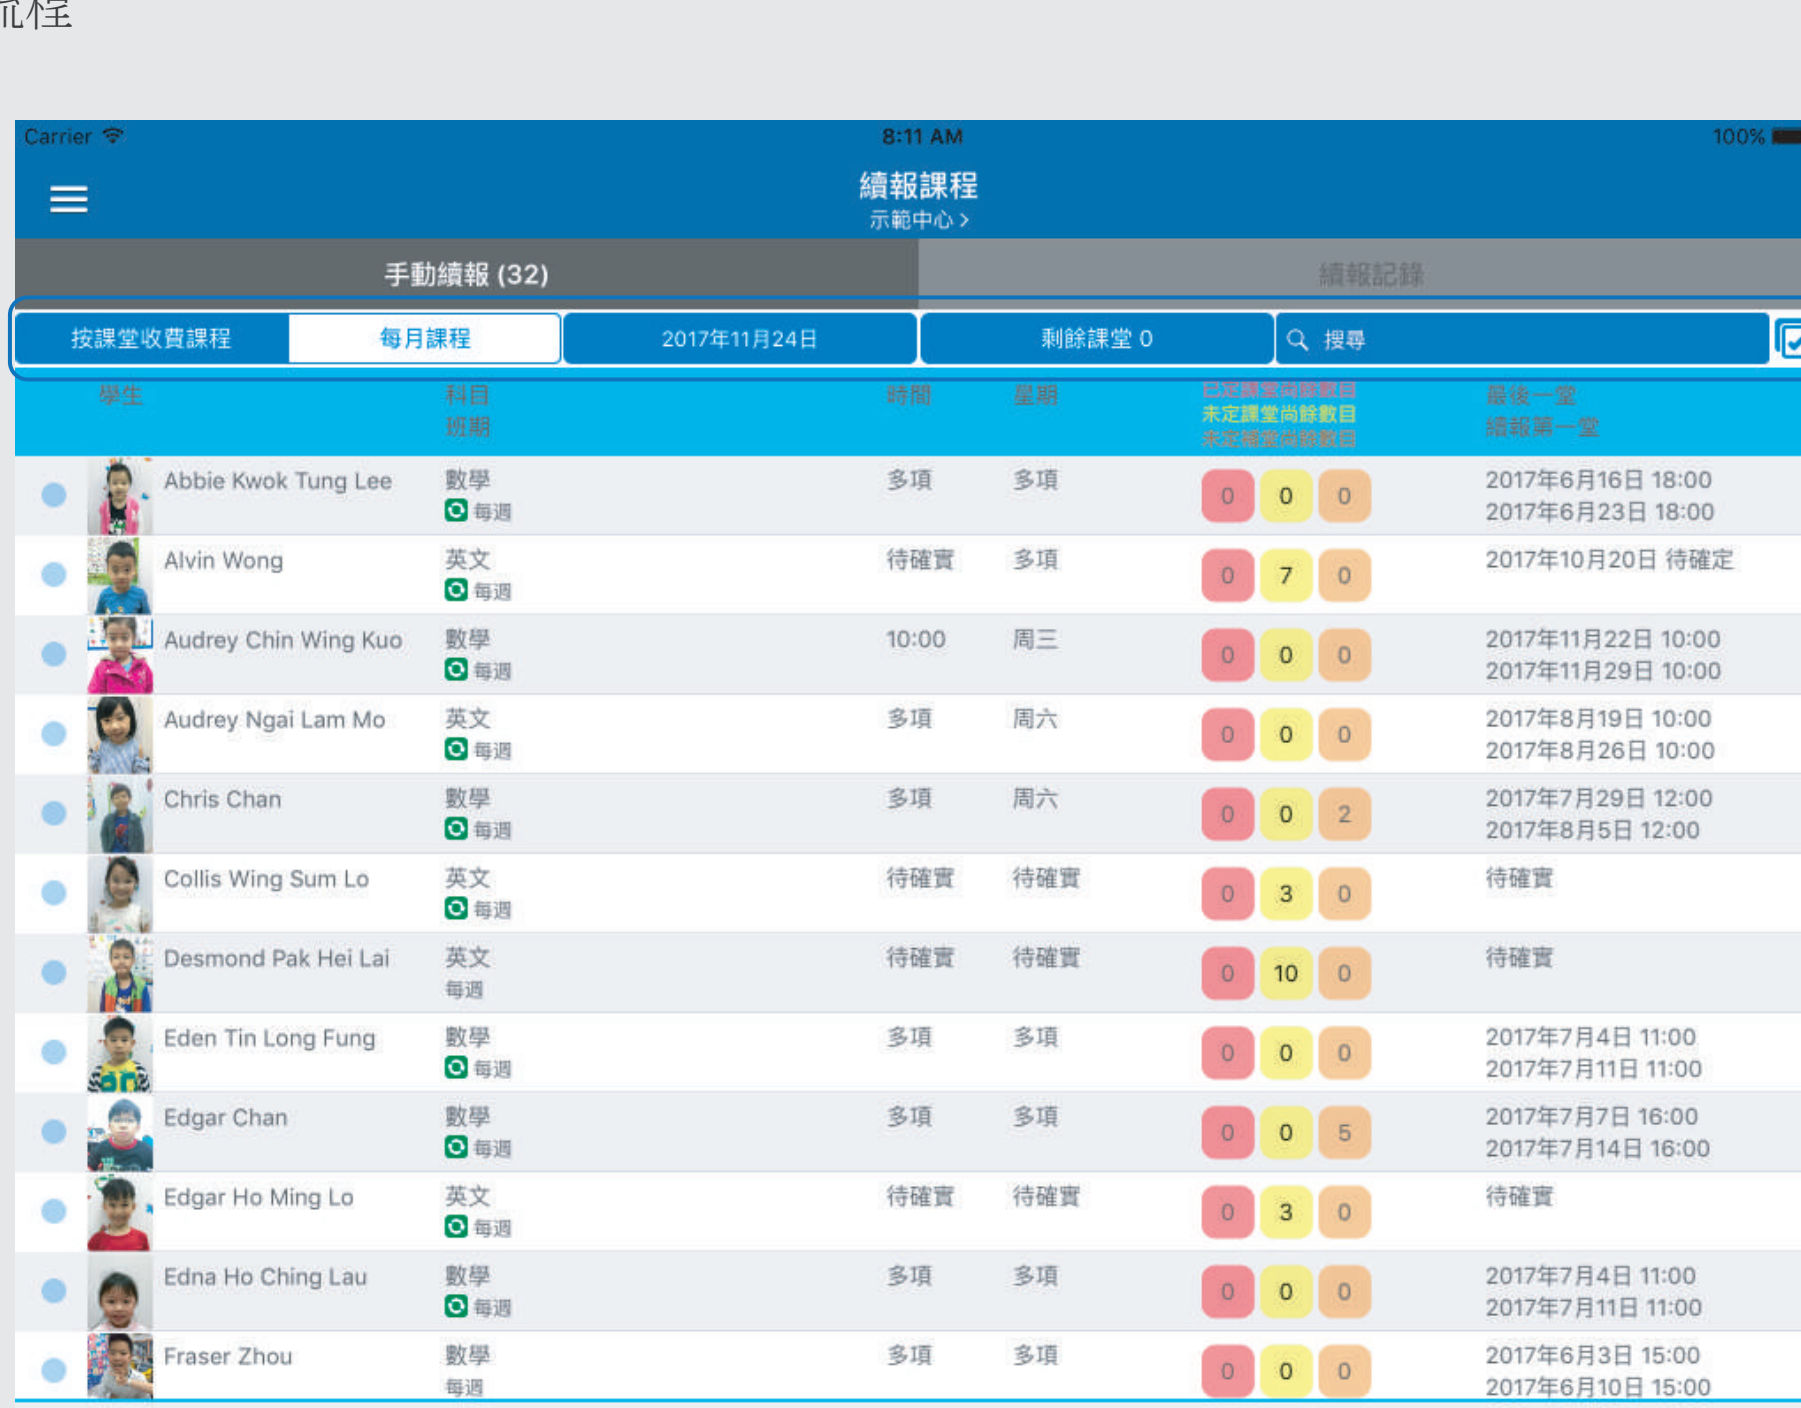 流程
Carrier
8:11 AM
100%
續報課程
示範中心 >
手動續報 (32)
續報記錄
按課堂收費課程
每月課程
2017年11月24日
剩餘課堂 0
搜尋
學生
科目
班期
時間
星期
已定課堂尚餘數目
未定課堂尚餘數目
未定補堂尚餘數目
最後一堂
續報第一堂
Abbie Kwok Tung Lee 數學 多項 多項 0 0 0 2017年6月16日 18:00
每週 2017年6月23日 18:00
Alvin Wong 英文 待確實 多項 0 7 0 2017年10月20日 待確定
每週
Audrey Chin Wing Kuo 數學 10:00 周三 0 0 0 2017年11月22日 10:00
每週 2017年11月29日 10:00
Audrey Ngai Lam Mo 英文 多項 周六 0 0 0 2017年8月19日 10:00
每週 2017年8月26日 10:00
Chris Chan 數學 多項 周六 0 0 2 2017年7月29日 12:00
每週 2017年8月5日 12:00
Collis Wing Sum Lo 英文 待確實 待確實 0 3 0 待確實
每週
Desmond Pak Hei Lai 英文 待確實 待確實 0 10 0 待確實
每週
Eden Tin Long Fung 數學 多項 多項 0 0 0 2017年7月4日 11:00
每週 2017年7月11日 11:00
Edgar Chan 數學 多項 多項 0 0 5 2017年7月7日 16:00
每週 2017年7月14日 16:00
Edgar Ho Ming Lo 英文 待確實 待確實 0 3 0 待確實
每週
Edna Ho Ching Lau 數學 多項 多項 0 0 0 2017年7月4日 11:00
每週 2017年7月11日 11:00
Fraser Zhou 數學 多項 多項 0 0 0 2017年6月3日 15:00
每週 2017年6月10日 15:00